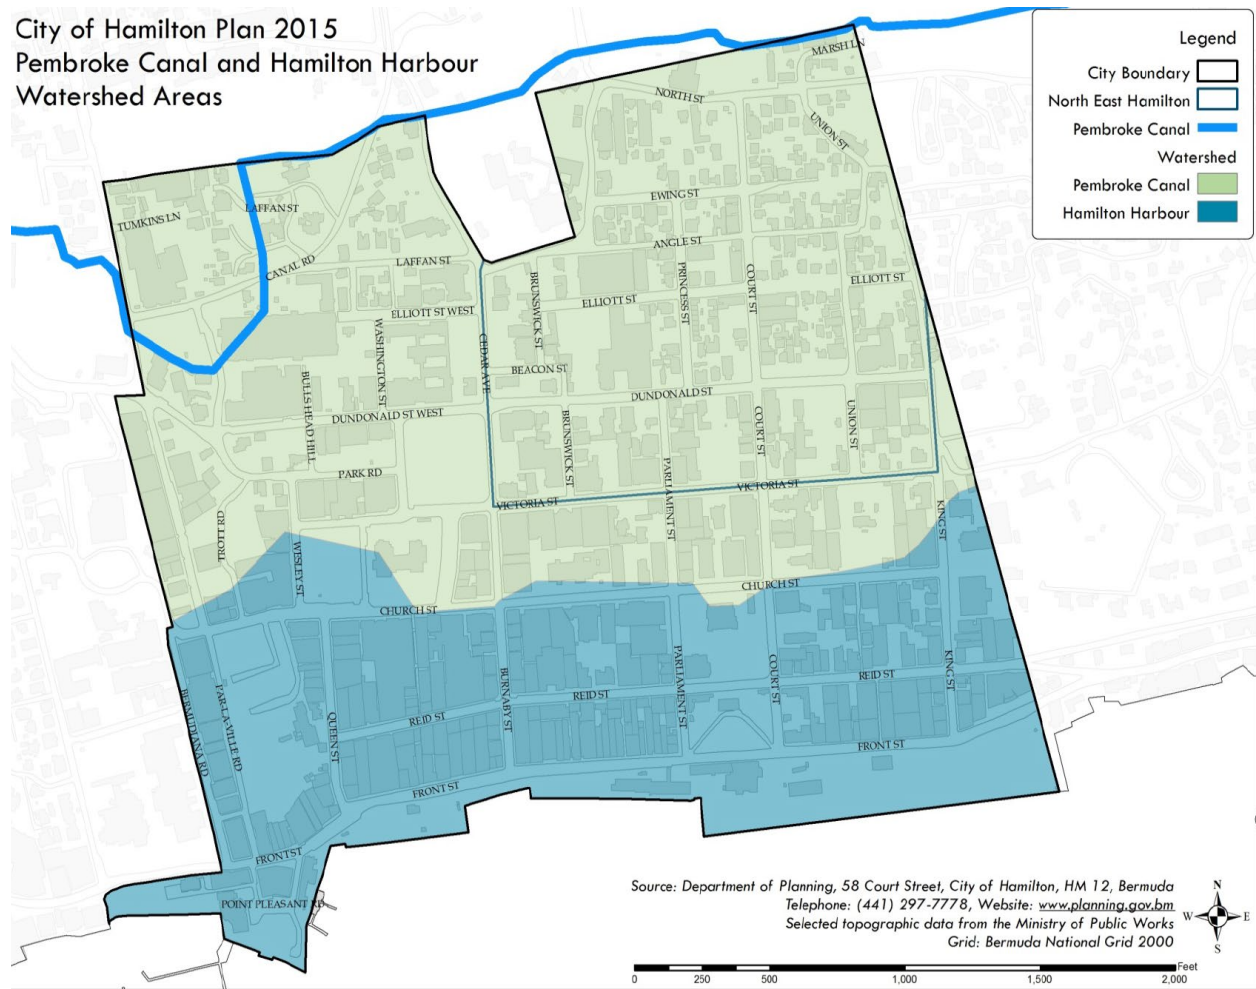 City of Hamilton Plan 2015
Pembroke Canal and Hamilton Harbour
Watershed Areas
Legend
City Boundary
North East Hamilton
Pembroke Canal
Watershed
Pembroke Canal
Hamilton Harbour
MARSH LN
NORTH ST
UNION ST
EWING ST
TUMKINS LN
LAFFAN ST
ANGLE ST
CANAL RD
LAFFAN ST
BRUNSWICK ST
PRINCESS ST
COURT ST
ELLIOTT ST
ELLIOTT ST
ELLIOTT ST WEST
WASHINGTON ST
CEDAR AVE
BEACON ST
BULLS HEAD HILL
DUNDONALD ST
DUNDONALD ST WEST
BRUNSWICK ST
COURT ST
UNION ST
PARK RD
PARLIAMENT ST
VICTORIA ST
VICTORIA ST
KING ST
TROTT RD
WESLEY ST
CHURCH ST
CHURCH ST
PARLIAMENT ST
COURT ST
KING ST
BURNABY ST
REID ST
REID ST
REID ST
BERMUDIANA RD
PAR-LA-VILLE RD
QUEEN ST
FRONT ST
FRONT ST
FRONT ST
POINT PLEASANT RD
Source: Department of Planning, 58 Court Street, City of Hamilton, HM 12, Bermuda
Telephone: (441) 297-7778, Website: www.planning.gov.bm
Selected topographic data from the Ministry of Public Works
Grid: Bermuda National Grid 2000
N
W E
S
Feet
0 250 500 1,000 1,500 2,000